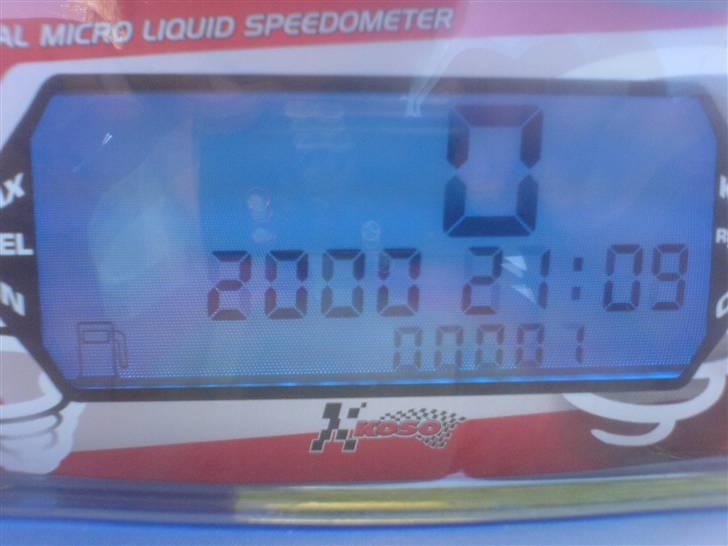 AL MICRO LIQUID SPEEDOMETER
0
2000 21:09
00001
KOSO